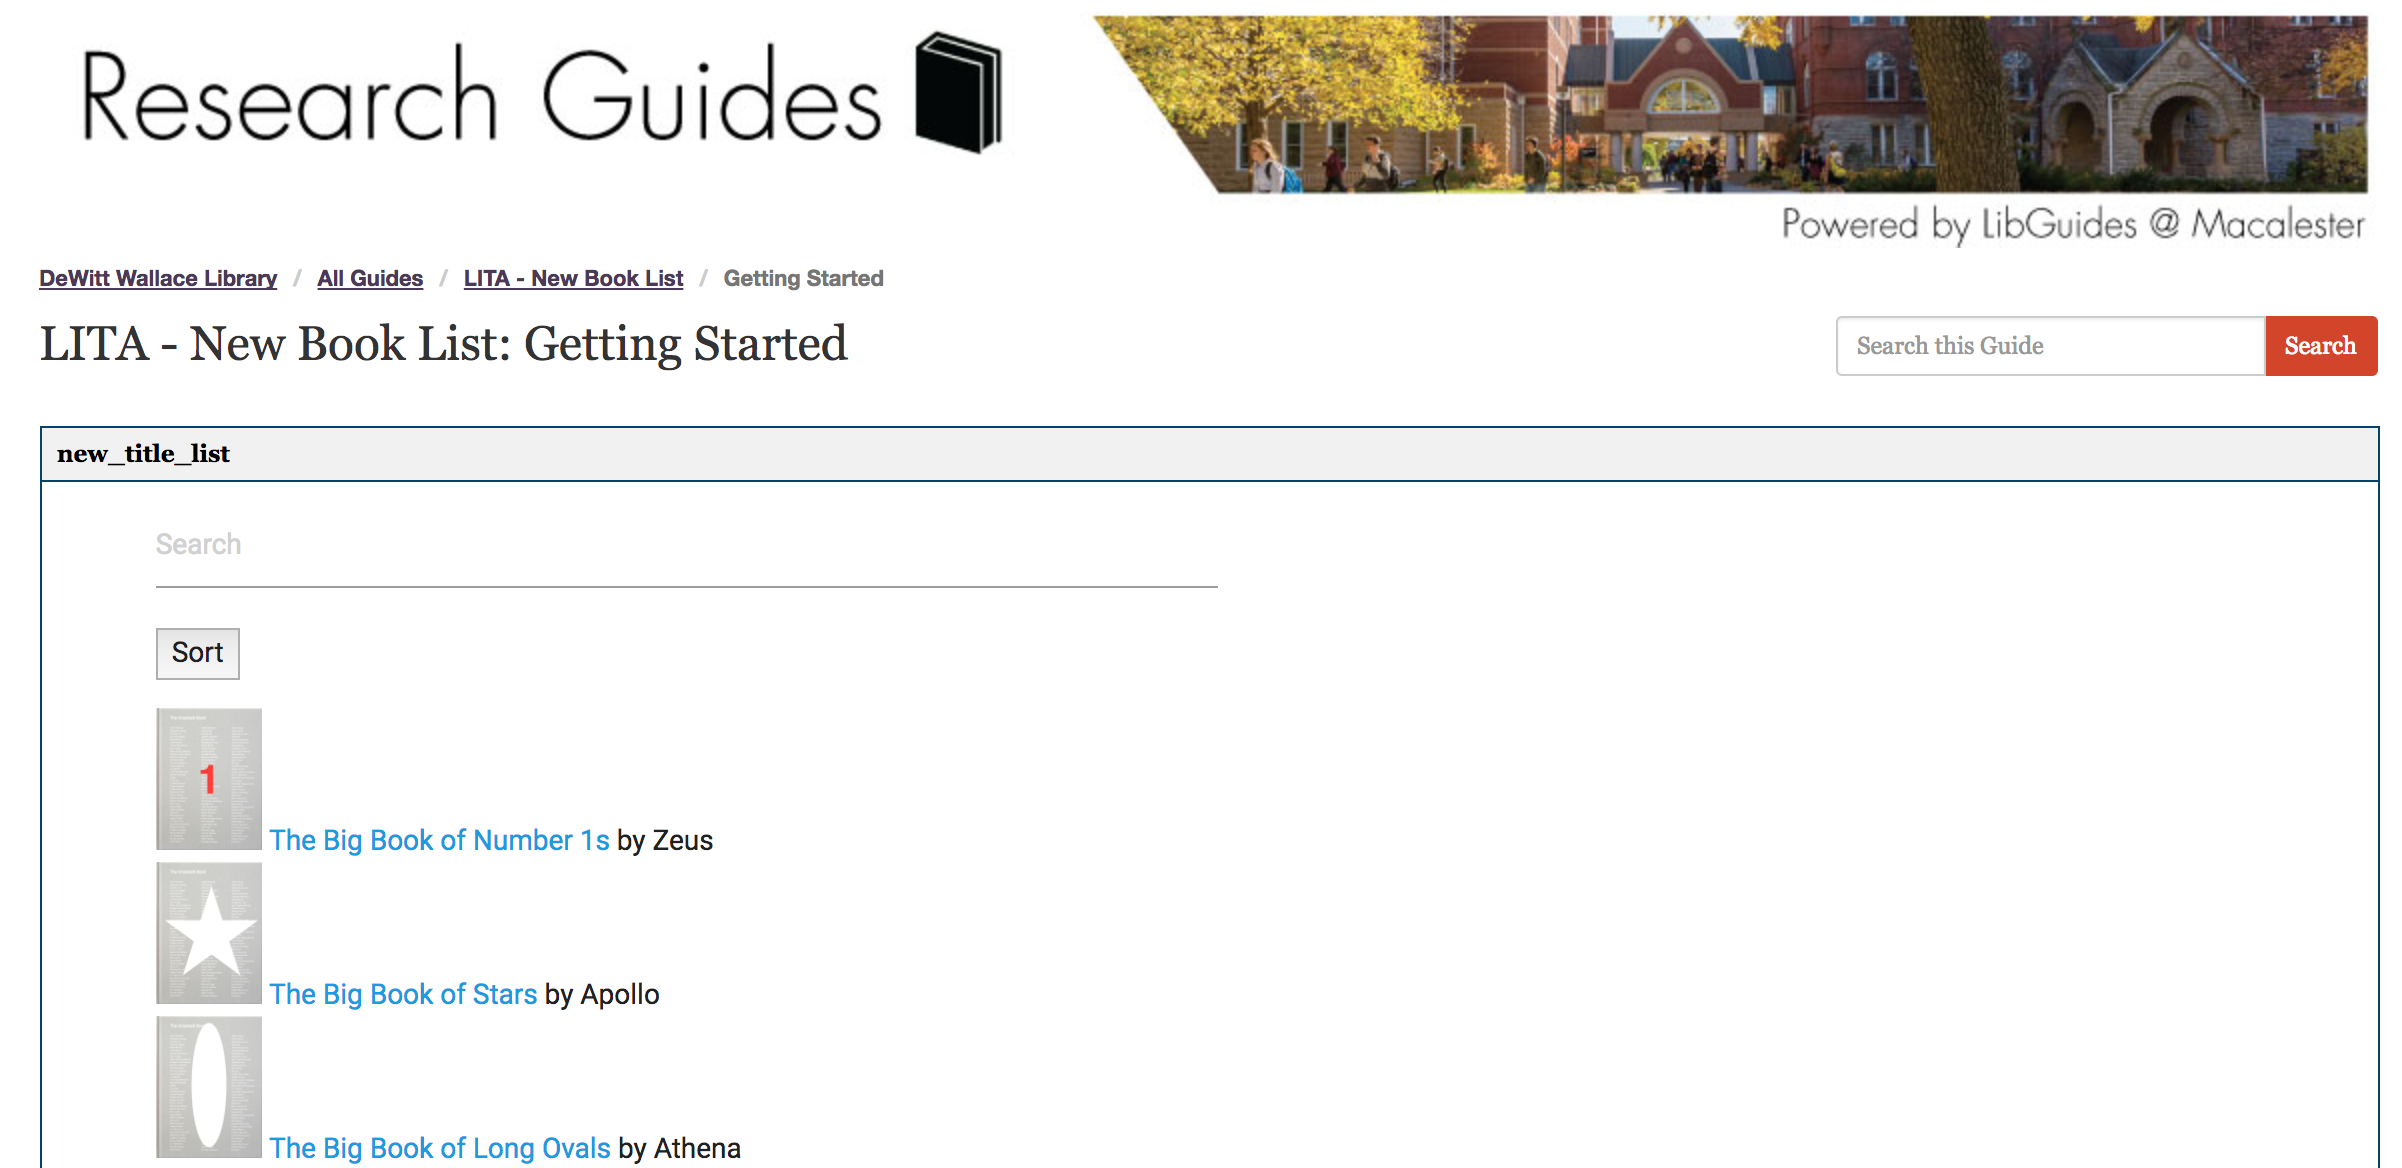 Research Guides
Powered by LibGuides @ Macalester
DeWitt Wallace Library / All Guides / LITA - New Book List / Getting Started
LITA - New Book List: Getting Started
Search this Guide
Search
new_title_list
Search
Sort
1
The Big Book of Number 1s by Zeus
The Big Book of Stars by Apollo
The Big Book of Long Ovals by Athena